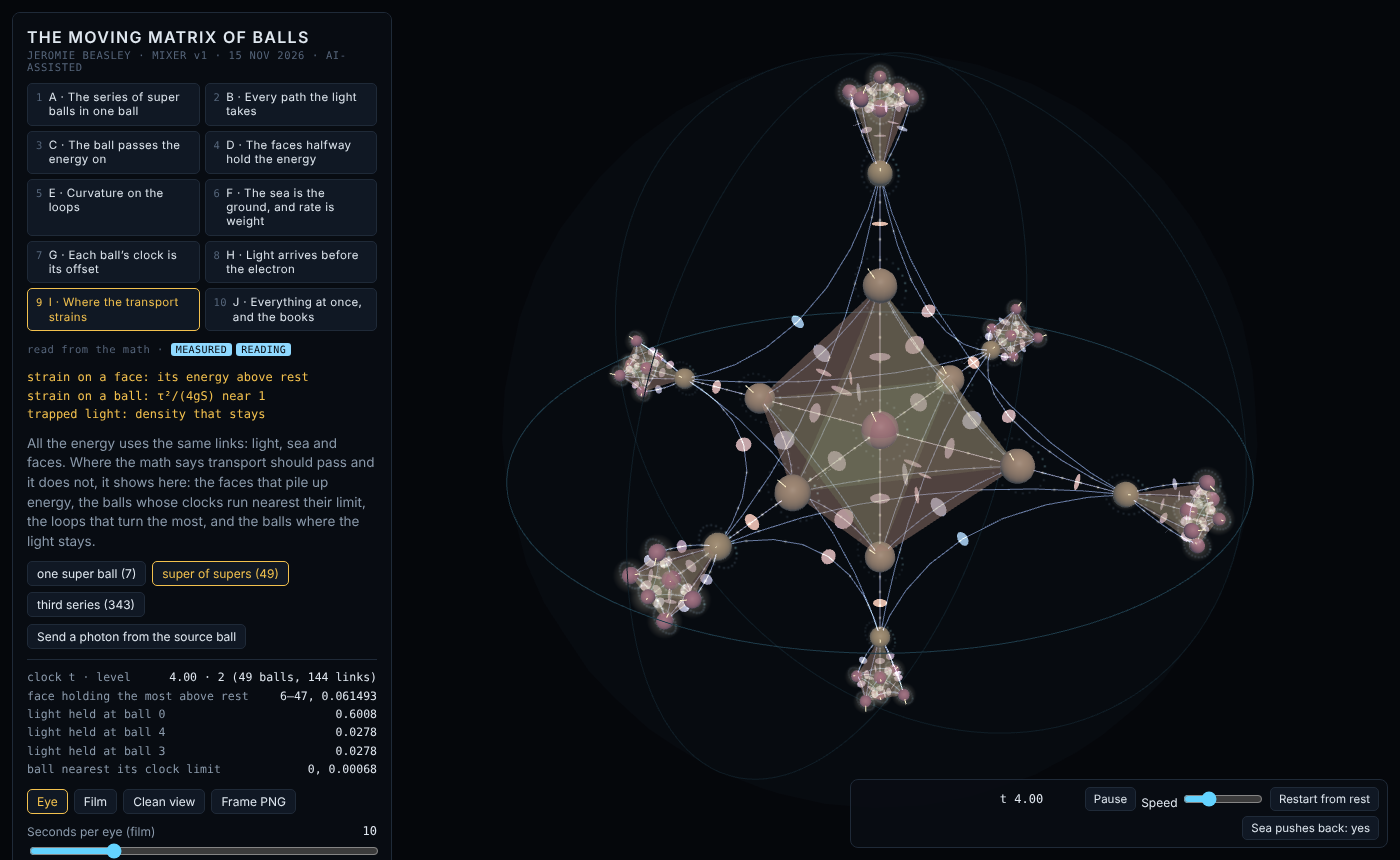 THE MOVING MATRIX OF BALLS
JEROMIE BEASLEY · MIXER v1 · 15 NOV 2026 · AI-
ASSISTED
1 A · The series of super
balls in one ball
2 B · Every path the light
takes
3 C · The ball passes the
energy on
4 D · The faces halfway
hold the energy
5 E · Curvature on the
loops
6 F · The sea is the
ground, and rate is
weight
7 G · Each ball’s clock is
its offset
8 H · Light arrives before
the electron
9 I · Where the transport
strains
10 J · Everything at once,
and the books
read from the math · MEASURED READING
strain on a face: its energy above rest
strain on a ball: τ²/(4gS) near 1
trapped light: density that stays
All the energy uses the same links: light, sea and
faces. Where the math says transport should pass and
it does not, it shows here: the faces that pile up
energy, the balls whose clocks run nearest their limit,
the loops that turn the most, and the balls where the
light stays.
one super ball (7) super of supers (49)
third series (343)
Send a photon from the source ball
clock t · level 4.00 · 2 (49 balls, 144 links)
face holding the most above rest 6–47, 0.061493
light held at ball 0 0.6008
light held at ball 4 0.0278
light held at ball 3 0.0278
ball nearest its clock limit 0, 0.00068
Eye Film Clean view Frame PNG
Seconds per eye (film) 10
t 4.00 Pause Speed Restart from rest
Sea pushes back: yes